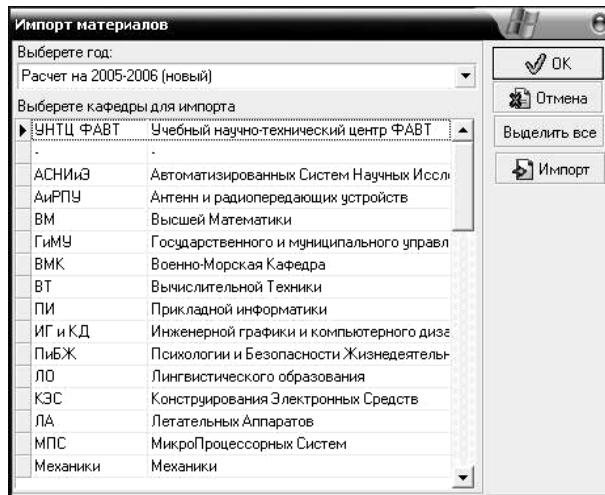 Импорт материалов
Выберете год:
Расчет на 2005-2006 (новый)
Выберете кафедры для импорта
УНТЦ ФАВТ Учебный научно-технический центр ФАВТ
- -
АСНИиЭ Автоматизированных Систем Научных Иссл
АиРПУ Антенн и радиопередающих устройств
ВМ Высшей Математики
ГиМУ Государственного и муниципального управл
ВМК Военно-Морская Кафедра
ВТ Вычислительной Техники
ПИ Прикладной информатики
ИГ и КД Инженерной графики и компьютерного диза
ПиБЖ Психологии и Безопасности Жизнедеятельн
ЛО Лингвистического образования
КЭС Конструирования Электронных Средств
ЛА Летательных Аппаратов
МПС МикроПроцессорных Систем
Механики Механики
OK
Отмена
Выделить все
Импорт